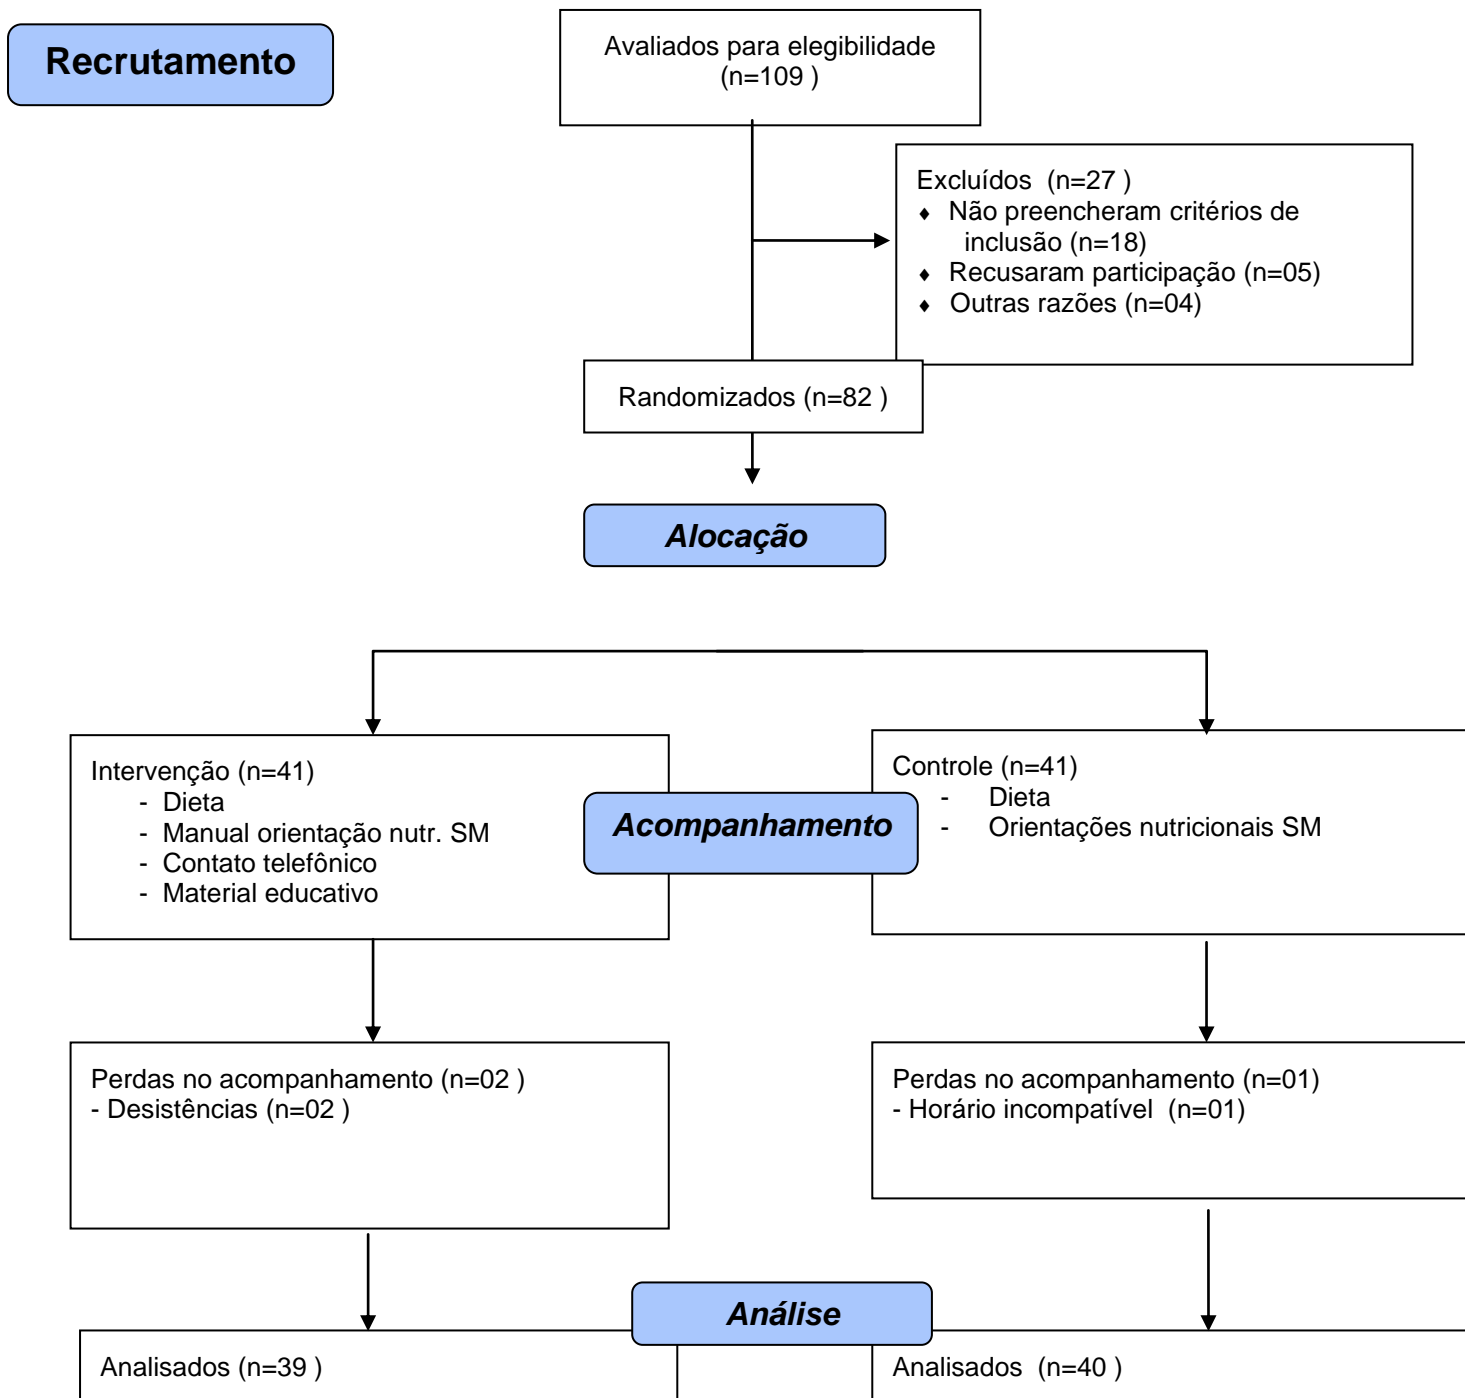 Recrutamento
Avaliados para elegibilidade
(n=109 )
Excluídos  (n=27 )
♦ Não preencheram critérios de
inclusão (n=18)
♦ Recusaram participação (n=05)
♦ Outras razões (n=04)
Randomizados (n=82 )
Alocação
Intervenção (n=41)
- Dieta
- Manual orientação nutr. SM
- Contato telefônico
- Material educativo
Acompanhamento
Controle (n=41)
- Dieta
- Orientações nutricionais SM
Perdas no acompanhamento (n=02 )
- Desistências (n=02 )
Perdas no acompanhamento (n=01)
- Horário incompatível  (n=01)
Análise
Analisados (n=39 )
Analisados  (n=40 )